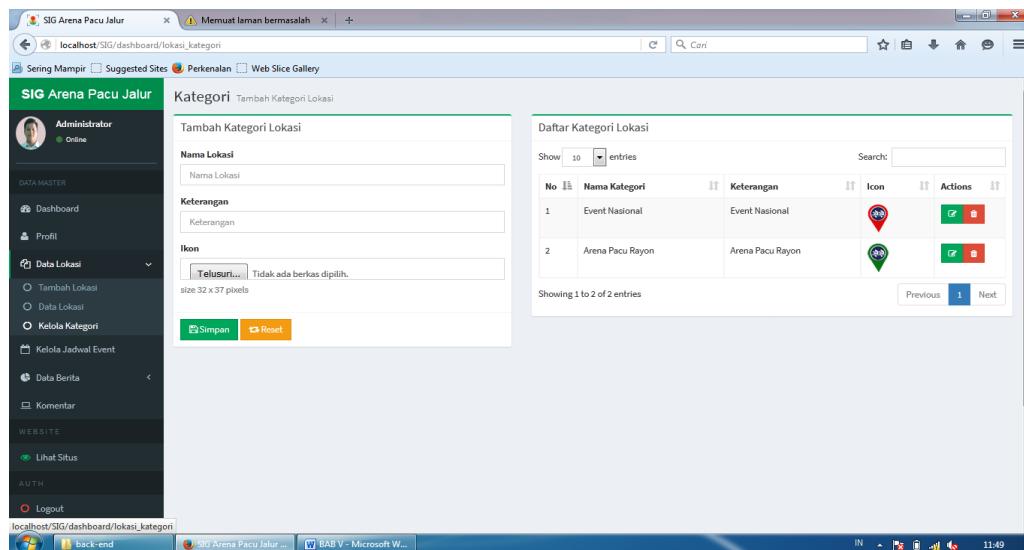 SIG Arena Pacu Jalur
Memuat laman bermasalah
localhost/SIG/dashboard/lokasi_kategori
Cari
Sering Mampir Suggested Sites Perkenalan Web Slice Gallery
SIG Arena Pacu Jalur
Administrator
Online
DATA MASTER
Dashboard
Profil
Data Lokasi
Tambah Lokasi
Data Lokasi
Kelola Kategori
Kelola Jadwal Event
Data Berita
Komentar
WEBSITE
Lihat Situs
AUTH
Logout
Kategori Tambah Kategori Lokasi
Tambah Kategori Lokasi
Nama Lokasi
Nama Lokasi
Keterangan
Keterangan
Ikon
Telusuri... Tidak ada berkas dipilih.
size 32 x 37 pixels
Simpan Reset
Daftar Kategori Lokasi
Show 10 entries Search:
No Nama Kategori Keterangan Icon Actions
1 Event Nasional Event Nasional
2 Arena Pacu Rayon Arena Pacu Rayon
Showing 1 to 2 of 2 entries
Previous 1 Next
localhost/SIG/dashboard/lokasi_kategori
back-end SIG Arena Pacu Jalur ... BAB V - Microsoft W... IN 11:49